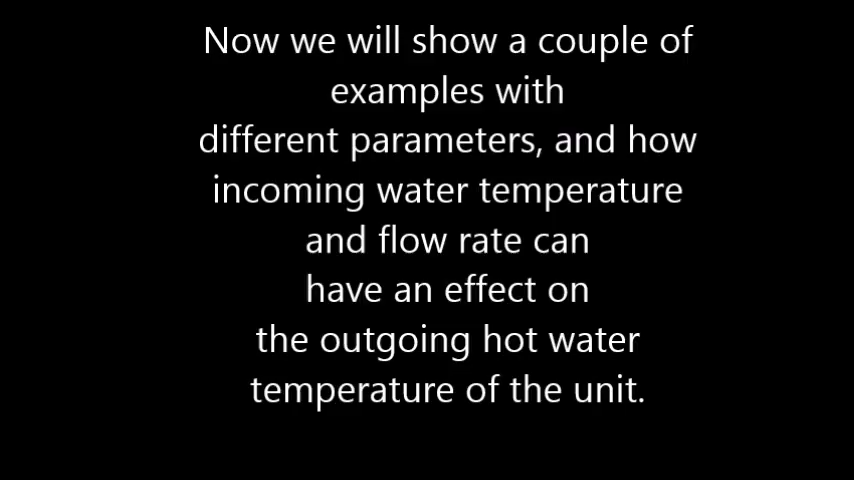 Now we will show a couple of
examples with
different parameters, and how
incoming water temperature
and flow rate can
have an effect on
the outgoing hot water
temperature of the unit.